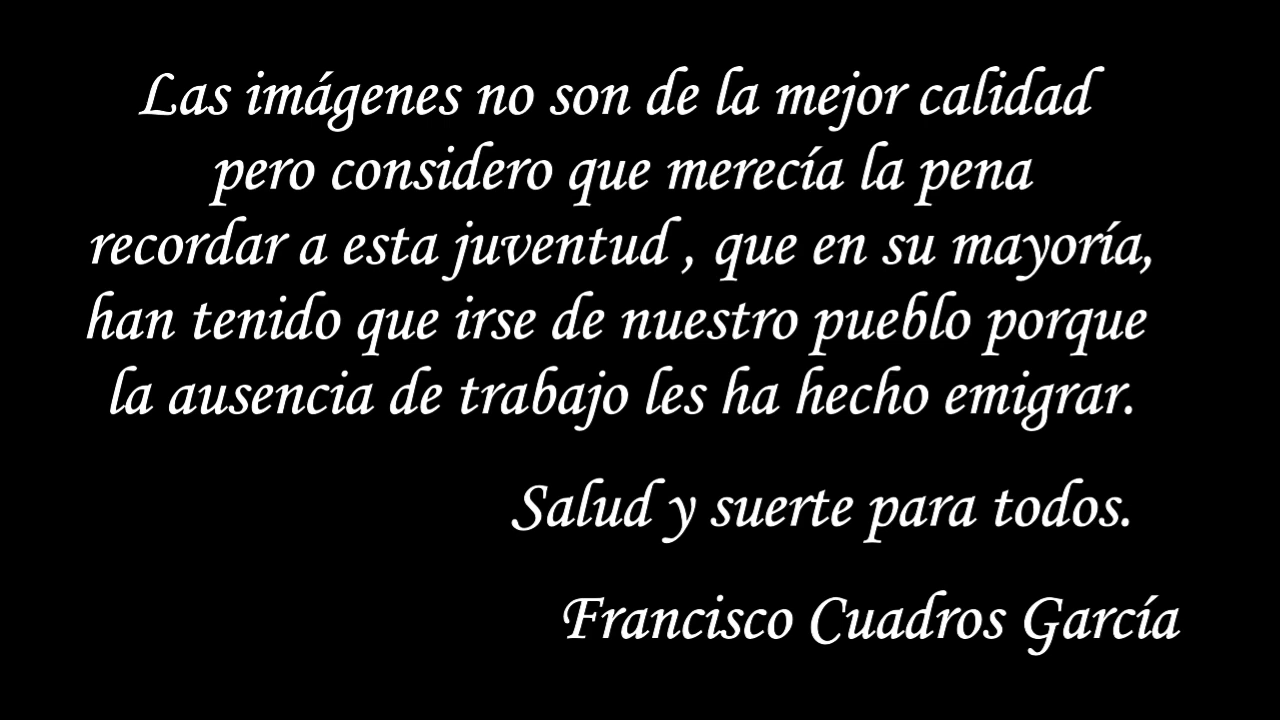 Las imágenes no son de la mejor calidad
pero considero que merecía la pena
recordar a esta juventud , que en su mayoría,
han tenido que irse de nuestro pueblo porque
la ausencia de trabajo les ha hecho emigrar.
Salud y suerte para todos.
Francisco Cuadros García